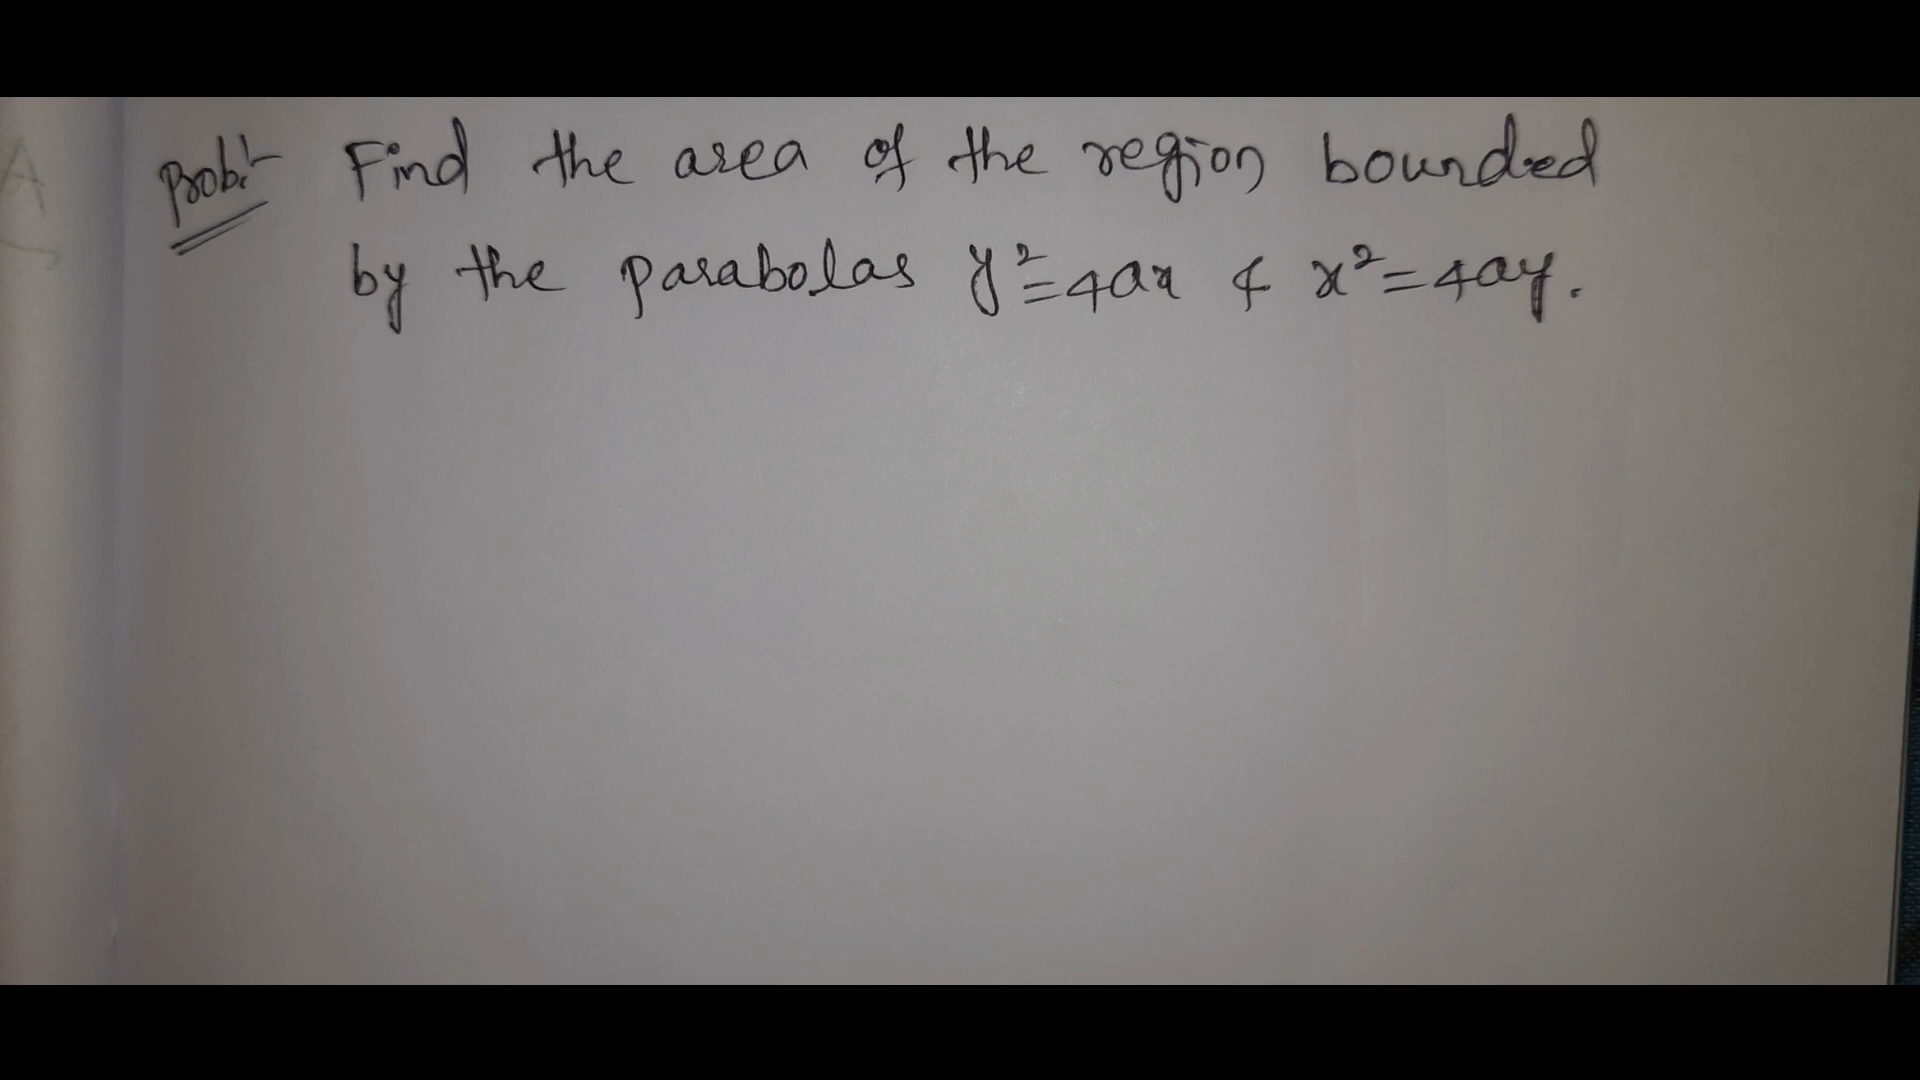 Prob:- Find the area of the region bounded
by the parabolas y²=4ax & x²=4ay.